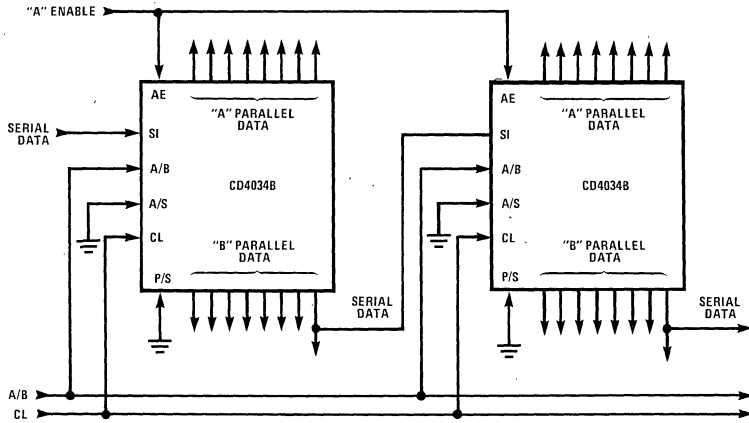 "A" ENABLE
AE
"A" PARALLEL
DATA
SERIAL
DATA
SI
A/B
CD4034B
A/S
CL
"B" PARALLEL
DATA
P/S
SERIAL
DATA
AE
"A" PARALLEL
DATA
SI
A/B
CD4034B
A/S
CL
"B" PARALLEL
DATA
P/S
SERIAL
DATA
A/B
CL